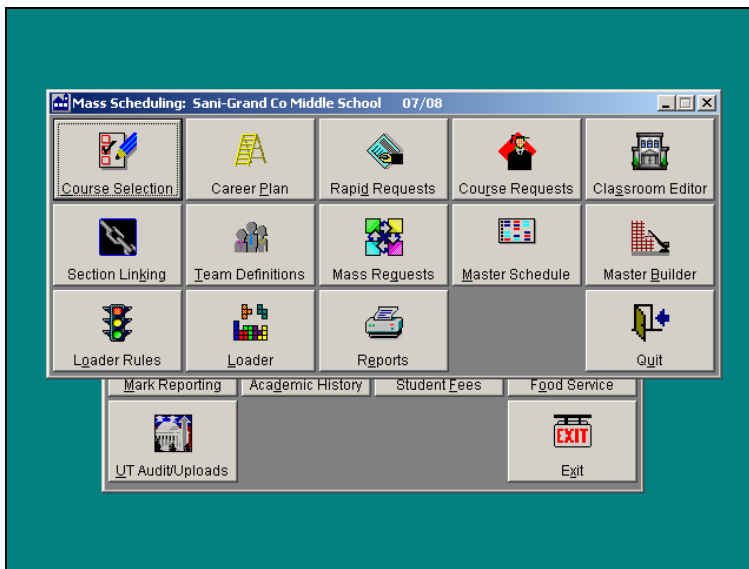 Mass Scheduling: Sani-Grand Co Middle School 07/08
Course Selection Career Plan Rapid Requests Course Requests Classroom Editor
Section Linking Team Definitions Mass Requests Master Schedule Master Builder
Loader Rules Loader Reports Quit
Mark Reporting Academic History Student Fees Food Service
EXIT
UT Audit/Uploads Exit